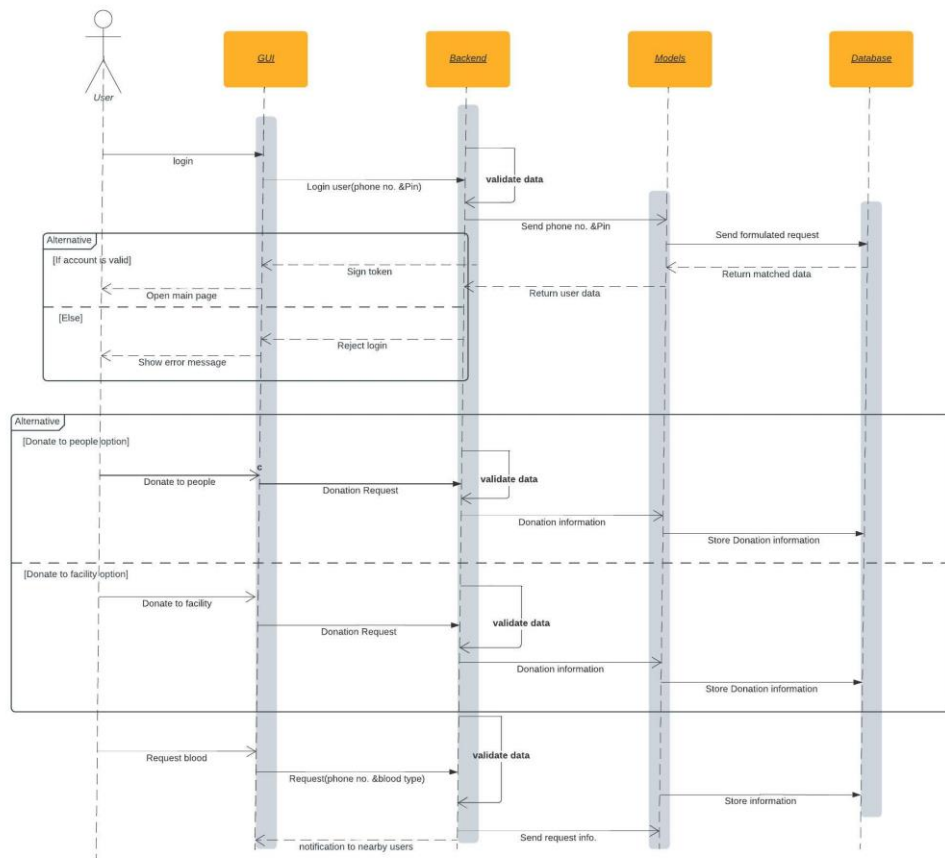 GUI
Backend
Models
Database
User
login
Login user(phone no. &Pin)
validate data
Send phone no. &Pin
Send formulated request
Alternative
[If account is valid]
Sign token
Return matched data
Open main page
Return user data
[Else]
Reject login
Show error message
Alternative
[Donate to people option]
c
Donate to people
Donation Request
validate data
Donation information
Store Donation information
[Donate to facility option]
Donate to facility
Donation Request
validate data
Donation information
Store Donation information
Request blood
validate data
Request(phone no. &blood type)
Store information
Send request info.
notification to nearby users